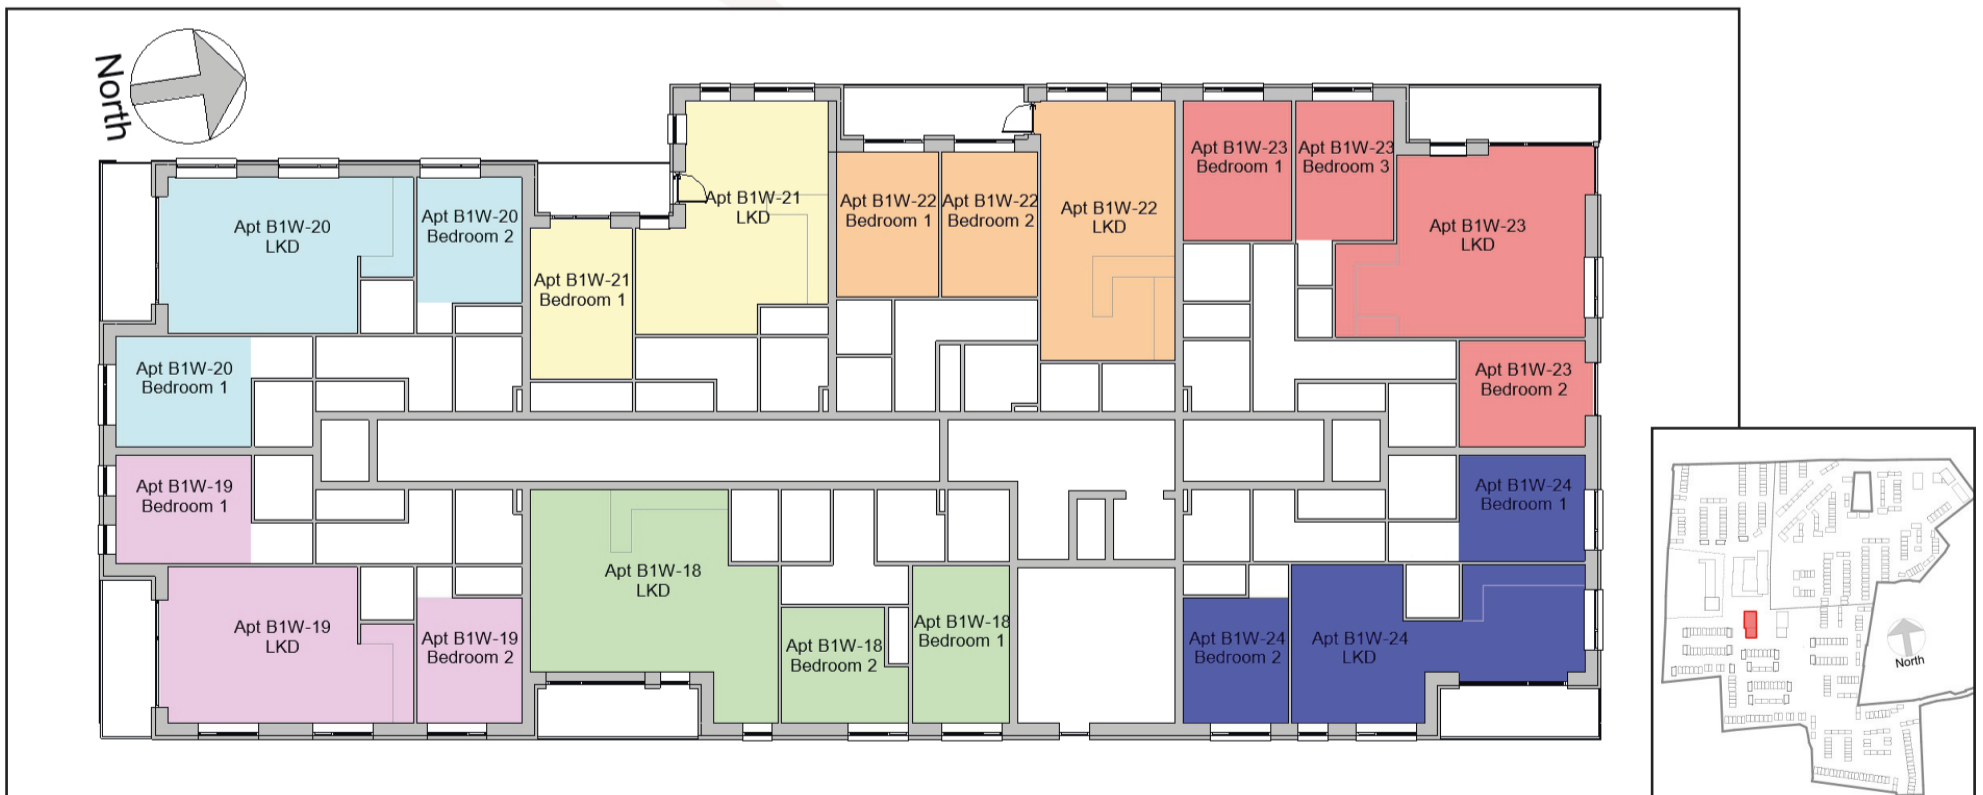 North
Apt B1W-20
LKD
Apt B1W-20
Bedroom 2
Apt B1W-21
Bedroom 1
Apt B1W-21
LKD
Apt B1W-22
Bedroom 1
Apt B1W-22
Bedroom 2
Apt B1W-22
LKD
Apt B1W-23
Bedroom 1
Apt B1W-23
Bedroom 3
Apt B1W-23
LKD
Apt B1W-20
Bedroom 1
Apt B1W-23
Bedroom 2
Apt B1W-19
Bedroom 1
Apt B1W-24
Bedroom 1
Apt B1W-19
LKD
Apt B1W-19
Bedroom 2
Apt B1W-18
LKD
Apt B1W-18
Bedroom 2
Apt B1W-18
Bedroom 1
Apt B1W-24
Bedroom 2
Apt B1W-24
LKD
North